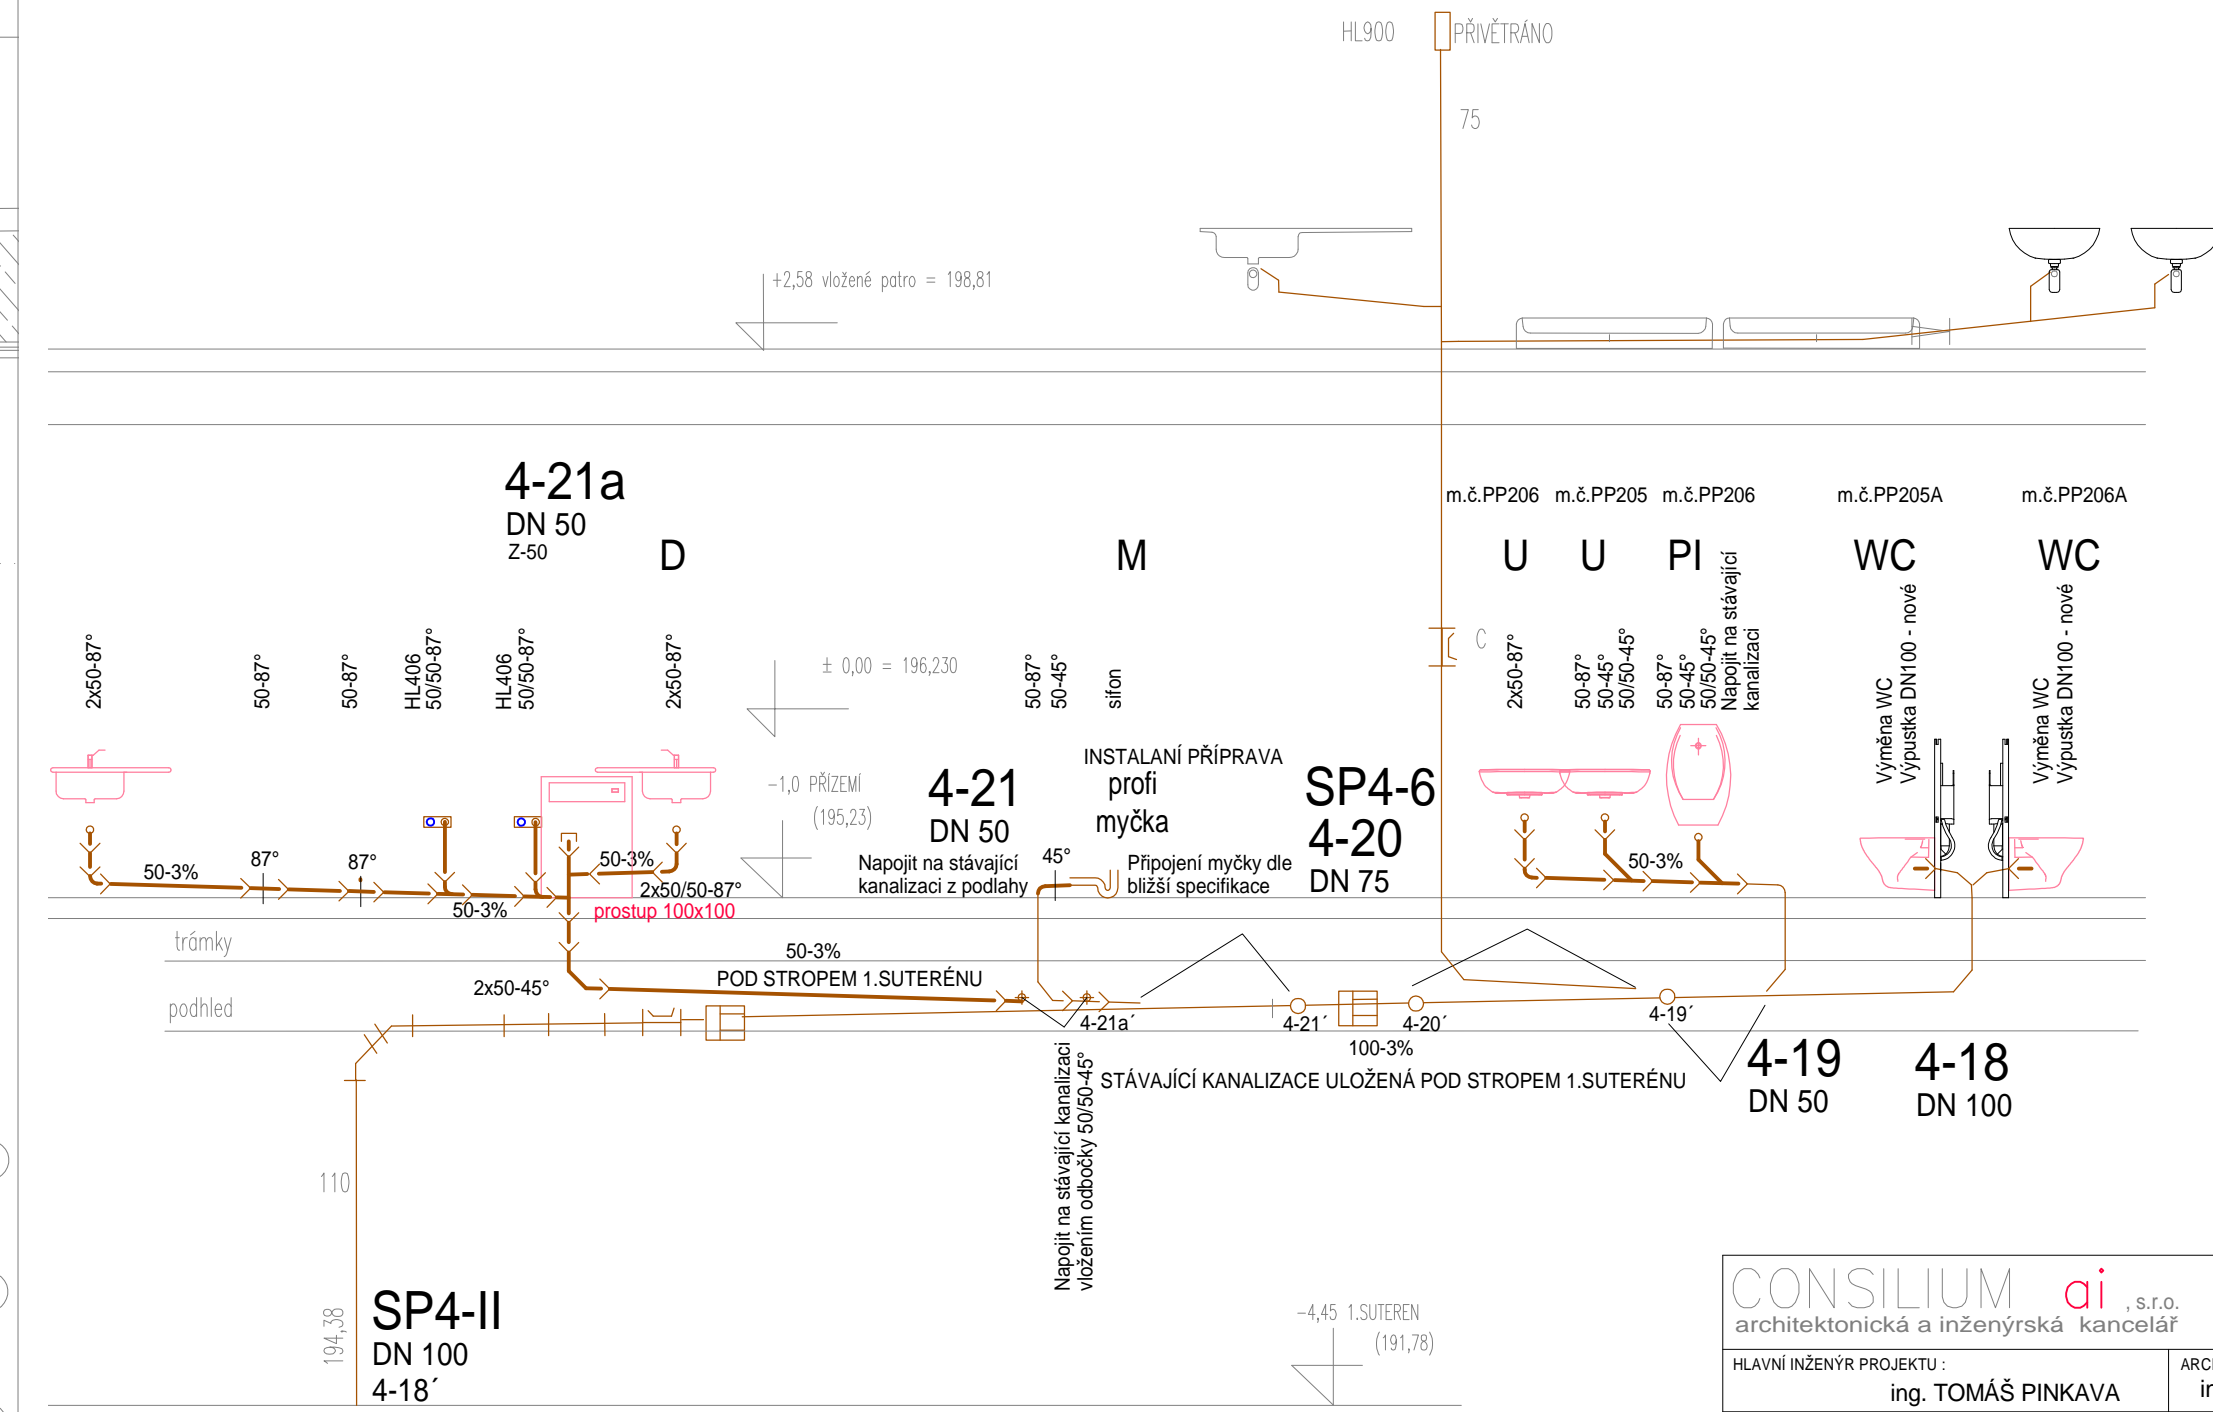 HL900
PŘIVĚTRÁNO
75
+2,58 vložené patro = 198,81
4-21a
DN 50
Z-50
D
M
m.č.PP206
m.č.PP205
m.č.PP206
m.č.PP205A
m.č.PP206A
U
U
PI
WC
WC
2x50-87°
50-87°
50-87°
HL406
50/50-87°
HL406
50/50-87°
2x50-87°
± 0,00 = 196,230
50-87°
50-45°
sifon
C
2x50-87°
50-87°
50-45°
50/50-45°
50-87°
50-45°
50/50-45°
Napojit na stávající
kanalizaci
Výměna WC
Výpustka DN100 - nové
Výměna WC
Výpustka DN100 - nové
-1,0 PŘÍZEMÍ
(195,23)
4-21
DN 50
Napojit na stávající
kanalizaci z podlahy
INSTALANÍ PŘÍPRAVA
profi
myčka
45°
Připojení myčky dle
bližší specifikace
SP4-6
4-20
DN 75
50-3%
87°
87°
50-3%
50-3%
2x50/50-87°
prostup 100x100
50-3%
trámky
50-3%
POD STROPEM 1.SUTERÉNU
2x50-45°
podhled
4-21a´
4-21´
4-20´
4-19´
100-3%
STÁVAJÍCÍ KANALIZACE ULOŽENÁ POD STROPEM 1.SUTERÉNU
Napojit na stávající kanalizaci
vložením odbočky 50/50-45°
4-19
DN 50
4-18
DN 100
110
194,38
SP4-II
DN 100
4-18´
-4,45 1.SUTEREN
(191,78)
CONSILIUM ai , s.r.o.
architektonická a inženýrská kancelář
HLAVNÍ INŽENÝR PROJEKTU :
ing. TOMÁŠ PINKAVA